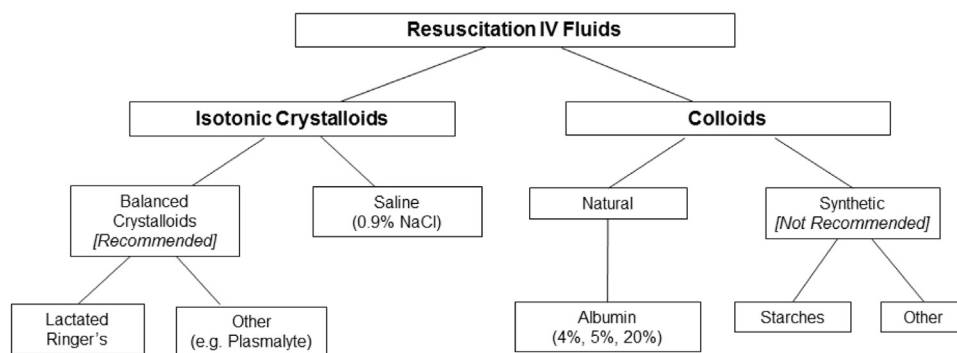 Resuscitation IV Fluids
Isotonic Crystalloids
Colloids
Balanced
Crystalloids
[Recommended]
Saline
(0.9% NaCl)
Natural
Synthetic
[Not Recommended]
Lactated
Ringer's
Other
(e.g. Plasmalyte)
Albumin
(4%, 5%, 20%)
Starches
Other